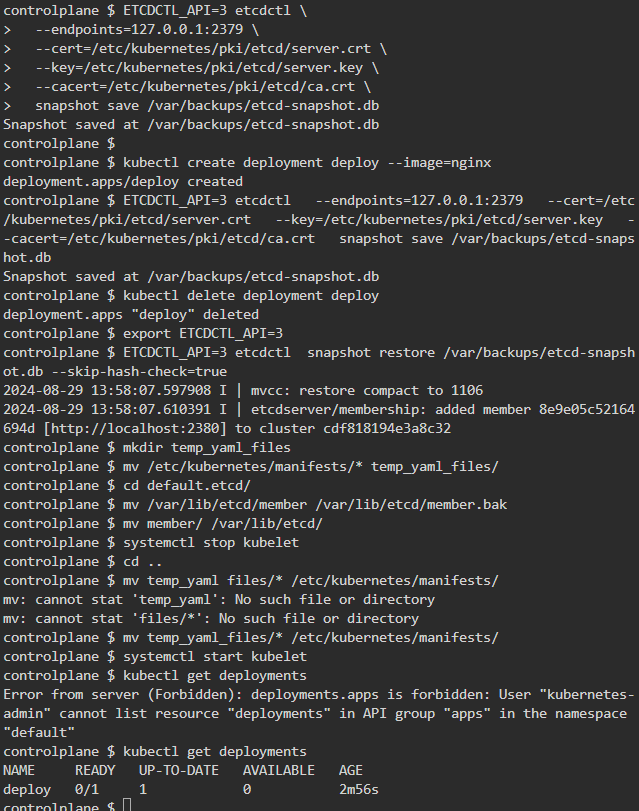 controlplane $ ETCDCTL_API=3 etcdctl \
>   --endpoints=127.0.0.1:2379 \
>   --cert=/etc/kubernetes/pki/etcd/server.crt \
>   --key=/etc/kubernetes/pki/etcd/server.key \
>   --cacert=/etc/kubernetes/pki/etcd/ca.crt \
>   snapshot save /var/backups/etcd-snapshot.db
Snapshot saved at /var/backups/etcd-snapshot.db
controlplane $
controlplane $ kubectl create deployment deploy --image=nginx
deployment.apps/deploy created
controlplane $ ETCDCTL_API=3 etcdctl   --endpoints=127.0.0.1:2379   --cert=/etc
/kubernetes/pki/etcd/server.crt   --key=/etc/kubernetes/pki/etcd/server.key   -
-cacert=/etc/kubernetes/pki/etcd/ca.crt   snapshot save /var/backups/etcd-snaps
hot.db
Snapshot saved at /var/backups/etcd-snapshot.db
controlplane $ kubectl delete deployment deploy
deployment.apps "deploy" deleted
controlplane $ export ETCDCTL_API=3
controlplane $ ETCDCTL_API=3 etcdctl  snapshot restore /var/backups/etcd-snapsh
ot.db --skip-hash-check=true
2024-08-29 13:58:07.597908 I | mvcc: restore compact to 1106
2024-08-29 13:58:07.610391 I | etcdserver/membership: added member 8e9e05c52164
694d [http://localhost:2380] to cluster cdf818194e3a8c32
controlplane $ mkdir temp_yaml_files
controlplane $ mv /etc/kubernetes/manifests/* temp_yaml_files/
controlplane $ cd default.etcd/
controlplane $ mv /var/lib/etcd/member /var/lib/etcd/member.bak
controlplane $ mv member/ /var/lib/etcd/
controlplane $ systemctl stop kubelet
controlplane $ cd ..
controlplane $ mv temp_yaml files/* /etc/kubernetes/manifests/
mv: cannot stat 'temp_yaml': No such file or directory
mv: cannot stat 'files/*': No such file or directory
controlplane $ mv temp_yaml_files/* /etc/kubernetes/manifests/
controlplane $ systemctl start kubelet
controlplane $ kubectl get deployments
Error from server (Forbidden): deployments.apps is forbidden: User "kubernetes-
admin" cannot list resource "deployments" in API group "apps" in the namespace
"default"
controlplane $ kubectl get deployments
NAME     READY   UP-TO-DATE   AVAILABLE   AGE
deploy   0/1     1            0           2m56s
controlplane $